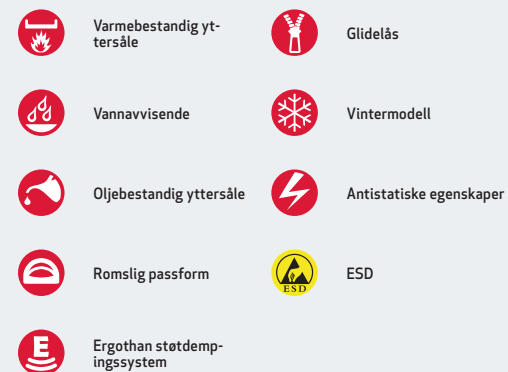 Varmebestandig yt-
tersåle
Glidelås
Vannavvisende
Vintermodell
Oljebestandig yttersåle
Antistatiske egenskaper
Romslig passform
ESD
ESD
E
Ergothan støtdemp-
ingssystem